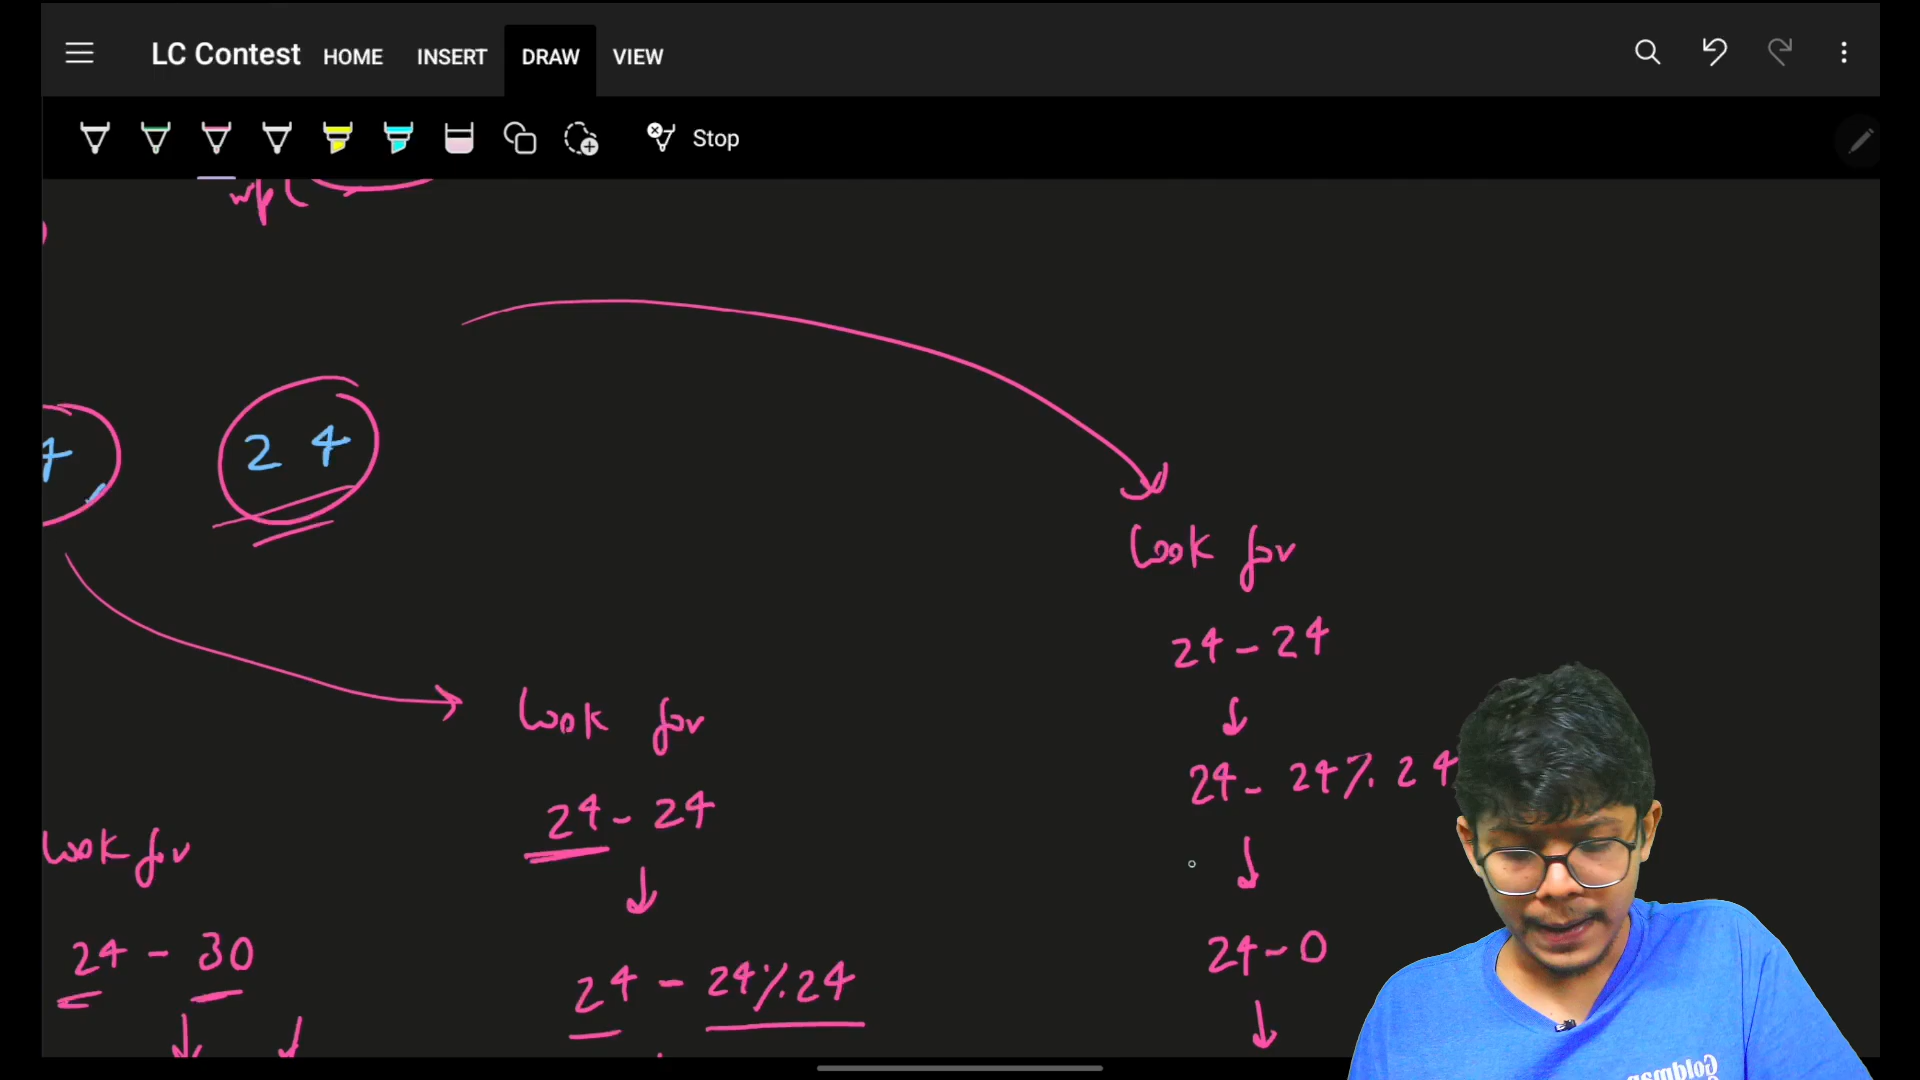 LC Contest HOME INSERT DRAW VIEW
Stop
24
Look for
24 - 24
↓
24 - 24 % 24
↓
24 - 0
↓
Look for
24 - 24
↓
24 - 24 % 24
Look for
24 - 30
↓ ↓